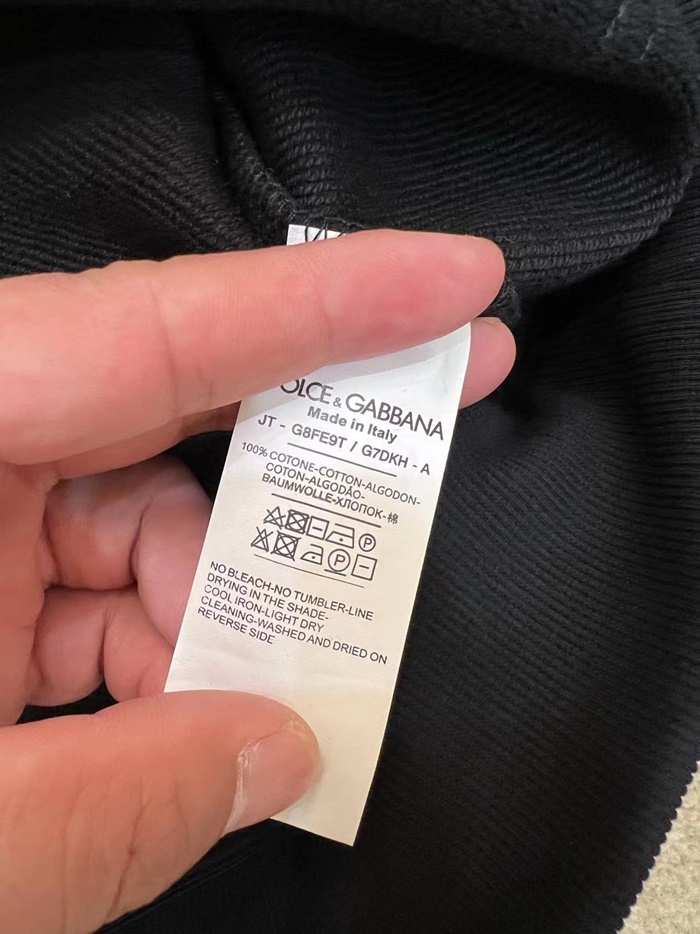 OLCE & GABBANA
Made in Italy
JT - G8FE9T / G7DKH - A
100% COTONE-COTTON-ALGODON-
COTON-ALGODÃO-
BAUMWOLLE-ХЛОПОК-棉
P
P
NO BLEACH-NO TUMBLER-LINE
DRYING IN THE SHADE-
COOL IRON-LIGHT DRY
CLEANING-WASHED AND DRIED ON
REVERSE SIDE